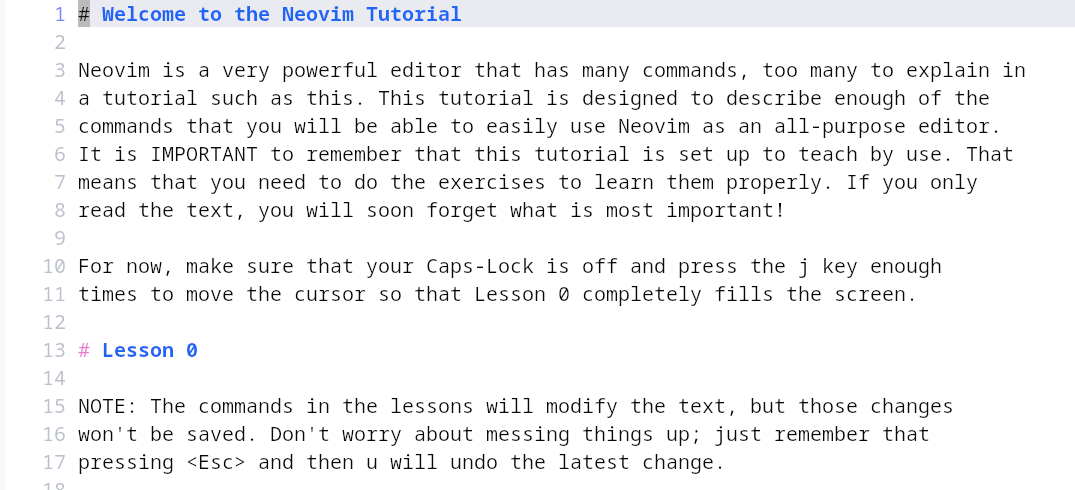 1 # Welcome to the Neovim Tutorial
2
3 Neovim is a very powerful editor that has many commands, too many to explain in
4 a tutorial such as this. This tutorial is designed to describe enough of the
5 commands that you will be able to easily use Neovim as an all-purpose editor.
6 It is IMPORTANT to remember that this tutorial is set up to teach by use. That
7 means that you need to do the exercises to learn them properly. If you only
8 read the text, you will soon forget what is most important!
9
10 For now, make sure that your Caps-Lock is off and press the j key enough
11 times to move the cursor so that Lesson 0 completely fills the screen.
12
13 # Lesson 0
14
15 NOTE: The commands in the lessons will modify the text, but those changes
16 won't be saved. Don't worry about messing things up; just remember that
17 pressing <Esc> and then u will undo the latest change.
18